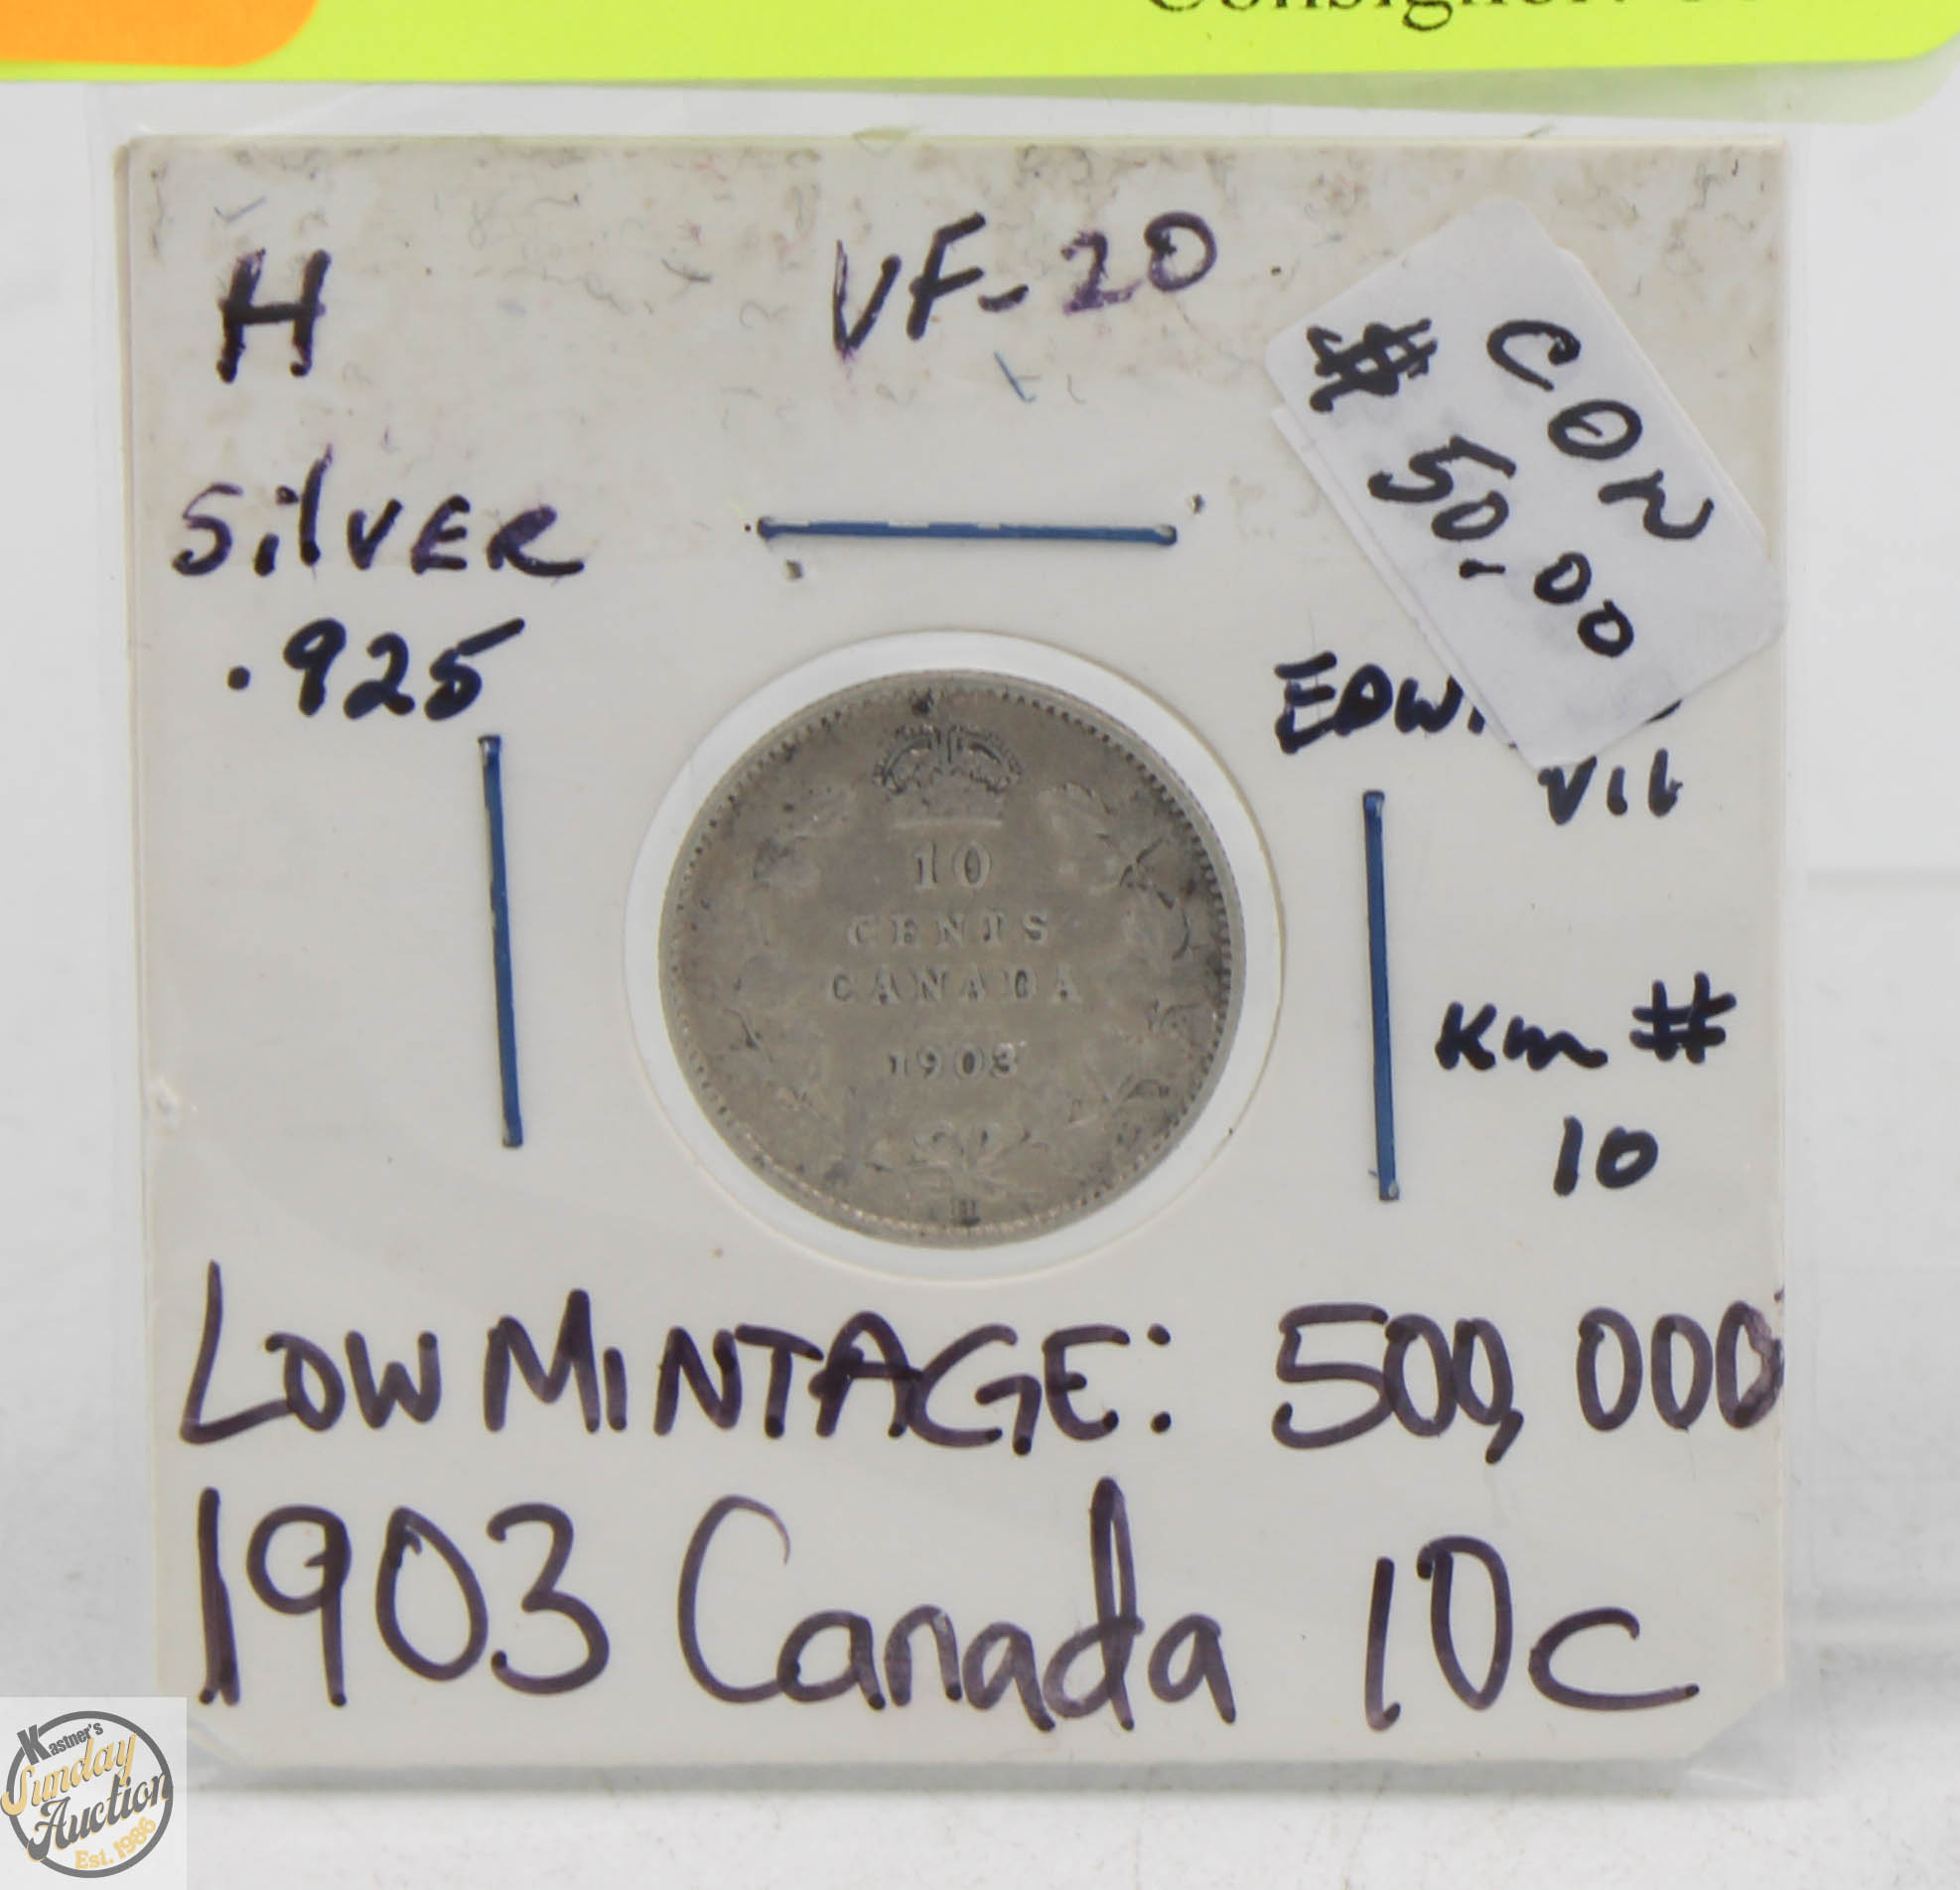 H
VF-20
CON
$ 50.00
SilVER
.925
EDW
VII
Km #
10
10
CENTS
CANADA
1903
H
LOW MINTAGE: 500,000
1903 Canada 10c
Kastner's
Sunday
Auction
Est. 1986